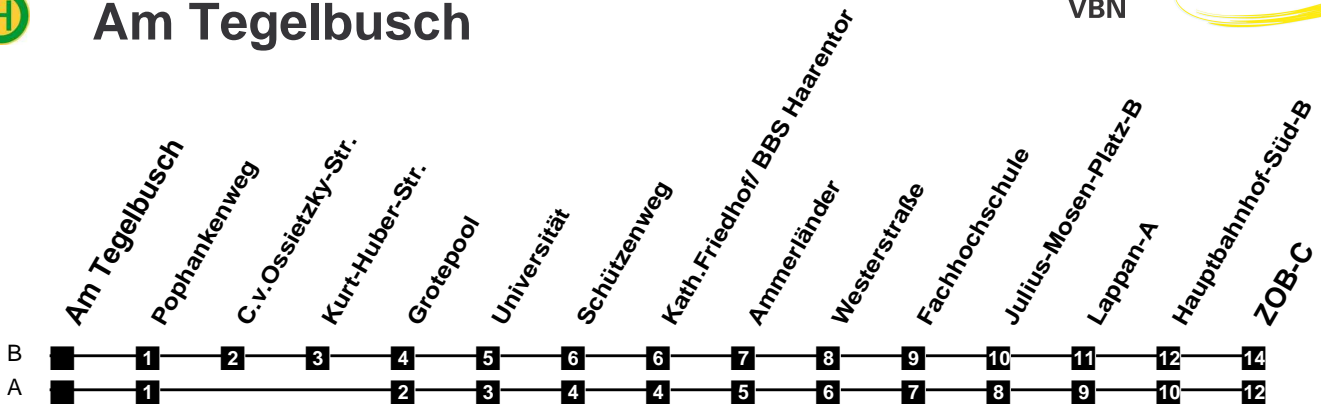 H
Am Tegelbusch
VBN
Am Tegelbusch
Pophankenweg
C.v.Ossietzky-Str.
Kurt-Huber-Str.
Grotepool
Universität
Schützenweg
Kath.Friedhof/ BBS Haarentor
Ammerländer
Westerstraße
Fachhochschule
Julius-Mosen-Platz-B
Lappan-A
Hauptbahnhof-Süd-B
ZOB-C
B 1 2 3 4 5 6 6 7 8 9 10 11 12 14
A 1 2 3 4 4 5 6 7 8 9 10 12